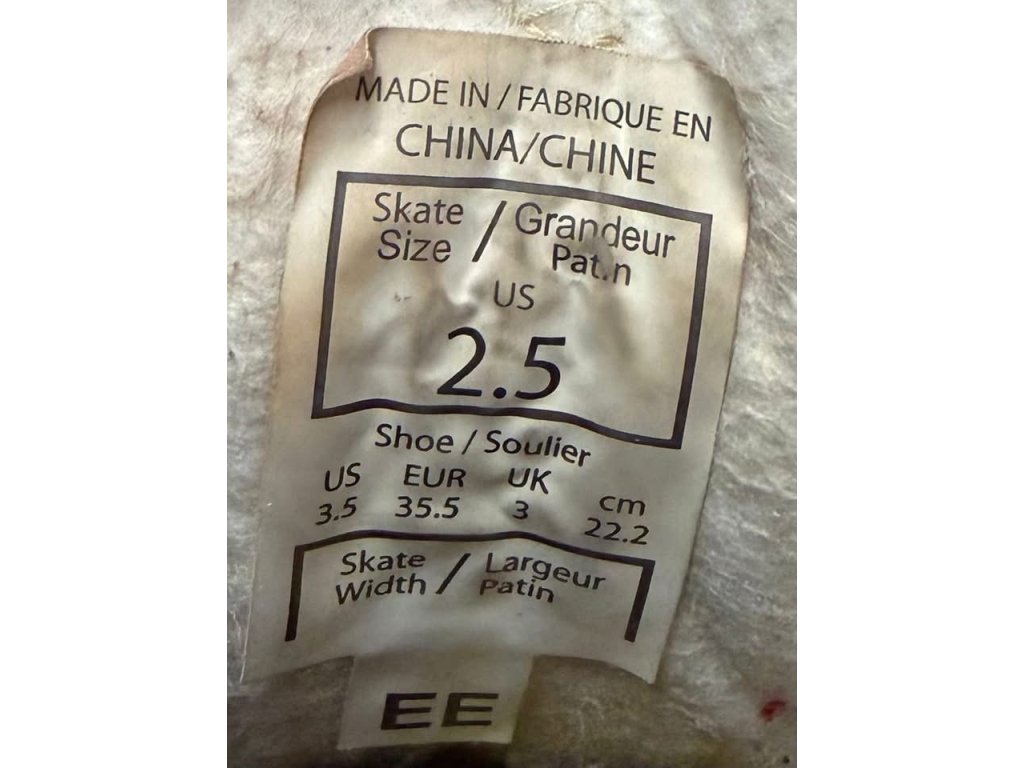 MADE IN / FABRIQUE EN
CHINA/CHINE
Skate Size / Grandeur Patin
US
2.5
Shoe / Soulier
US EUR UK cm
3.5 35.5 3 22.2
Skate Width / Largeur Patin
EE